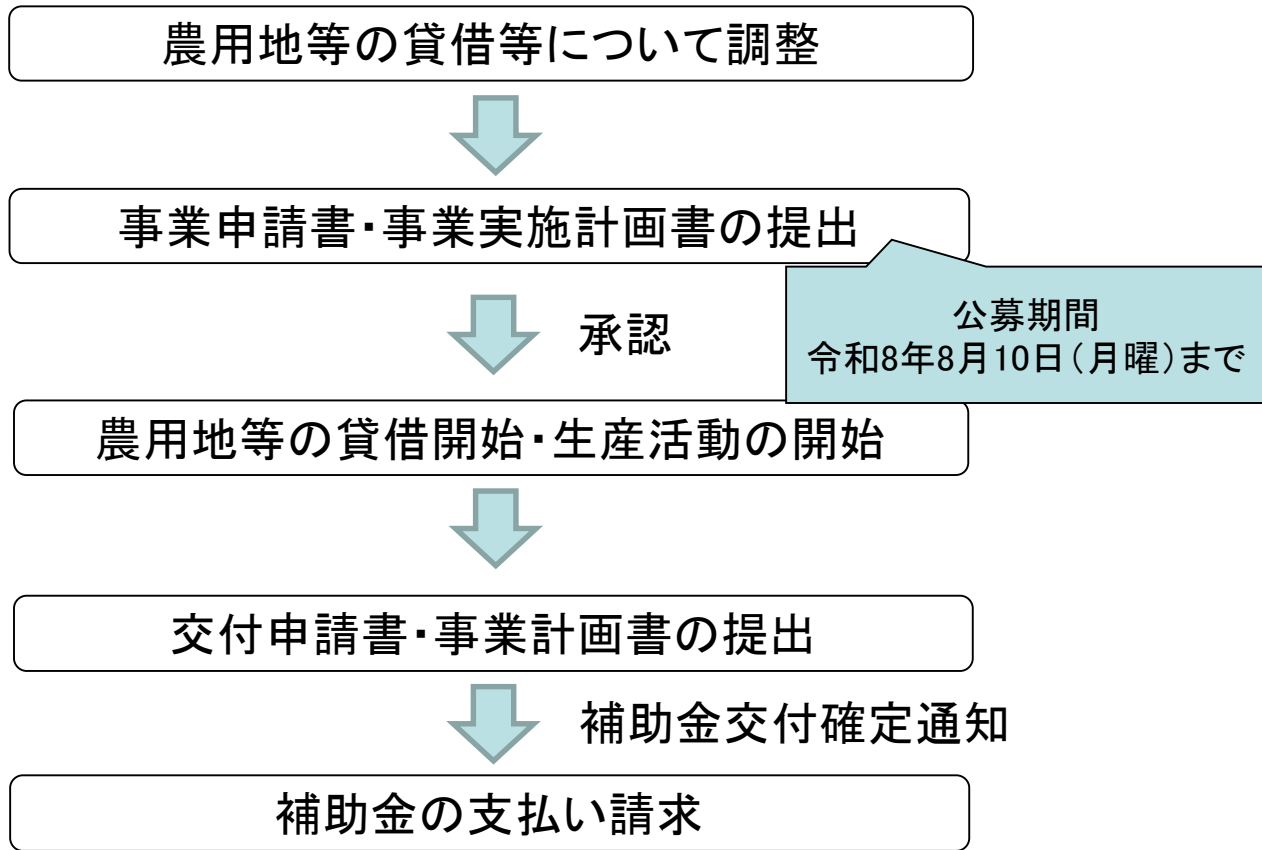 農用地等の貸借等について調整
事業申請書・事業実施計画書の提出
公募期間
令和8年8月10日（月曜）まで
承認
農用地等の貸借開始・生産活動の開始
交付申請書・事業計画書の提出
補助金交付確定通知
補助金の支払い請求